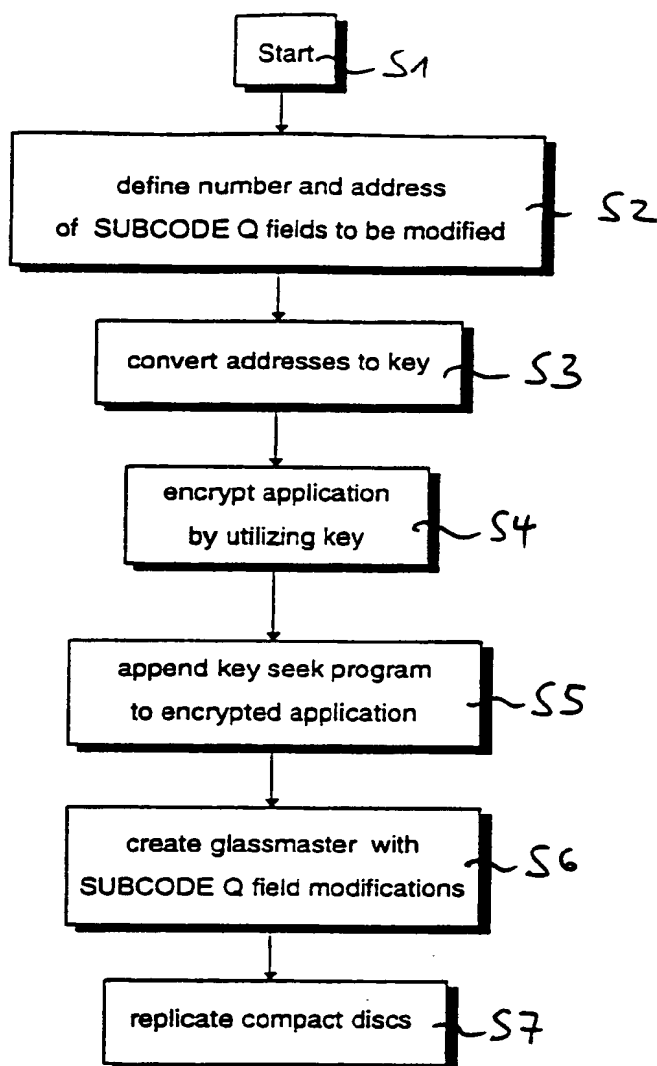 Start
S1
define number and address
of SUBCODE Q fields to be modified
S2
convert addresses to key
S3
encrypt application
by utilizing key
S4
append key seek program
to encrypted application
S5
create glassmaster with
SUBCODE Q field modifications
S6
replicate compact discs
S7